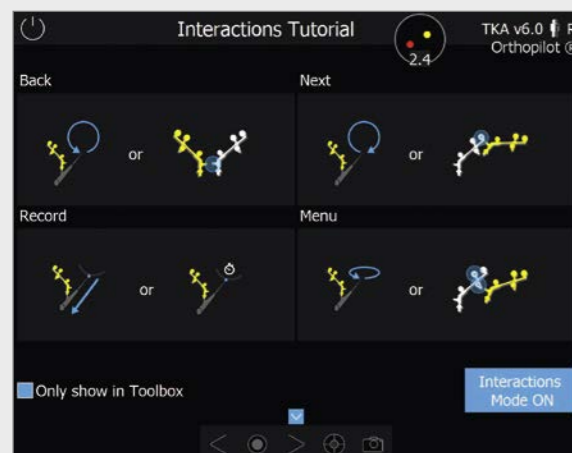 Interactions Tutorial
2.4
TKA v6.0 R
Orthopilot ®
Back
Next
or
or
Record
Menu
or
or
Only show in Toolbox
Interactions
Mode ON